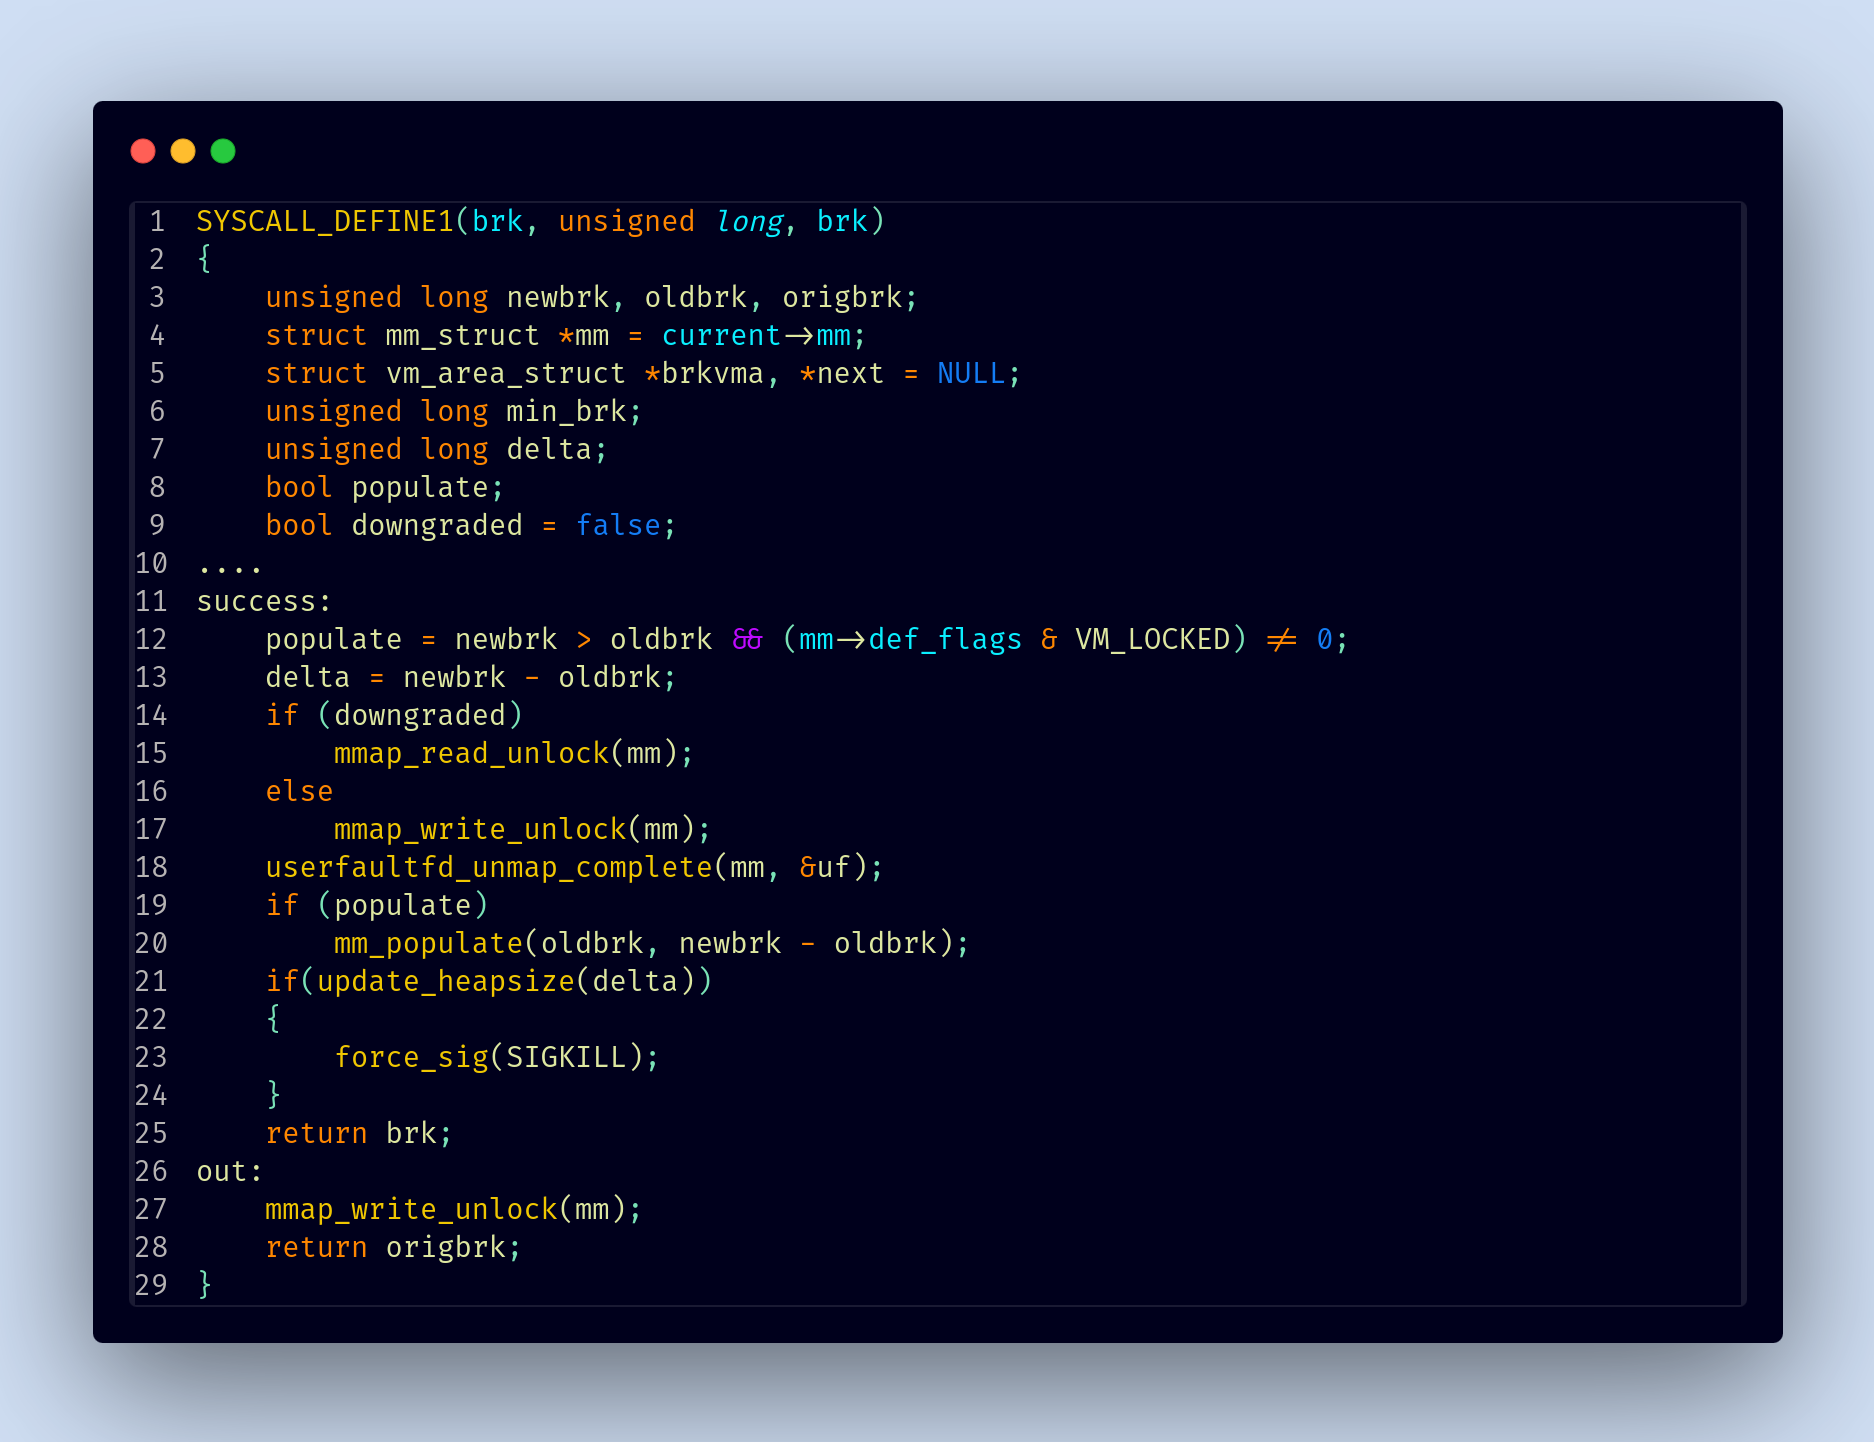 1 SYSCALL_DEFINE1(brk, unsigned long, brk)
2 {
3     unsigned long newbrk, oldbrk, origbrk;
4     struct mm_struct *mm = current->mm;
5     struct vm_area_struct *brkvma, *next = NULL;
6     unsigned long min_brk;
7     unsigned long delta;
8     bool populate;
9     bool downgraded = false;
10 ....
11 success:
12     populate = newbrk > oldbrk && (mm->def_flags & VM_LOCKED) != 0;
13     delta = newbrk - oldbrk;
14     if (downgraded)
15         mmap_read_unlock(mm);
16     else
17         mmap_write_unlock(mm);
18     userfaultfd_unmap_complete(mm, &uf);
19     if (populate)
20         mm_populate(oldbrk, newbrk - oldbrk);
21     if(update_heapsize(delta))
22     {
23         force_sig(SIGKILL);
24     }
25     return brk;
26 out:
27     mmap_write_unlock(mm);
28     return origbrk;
29 }